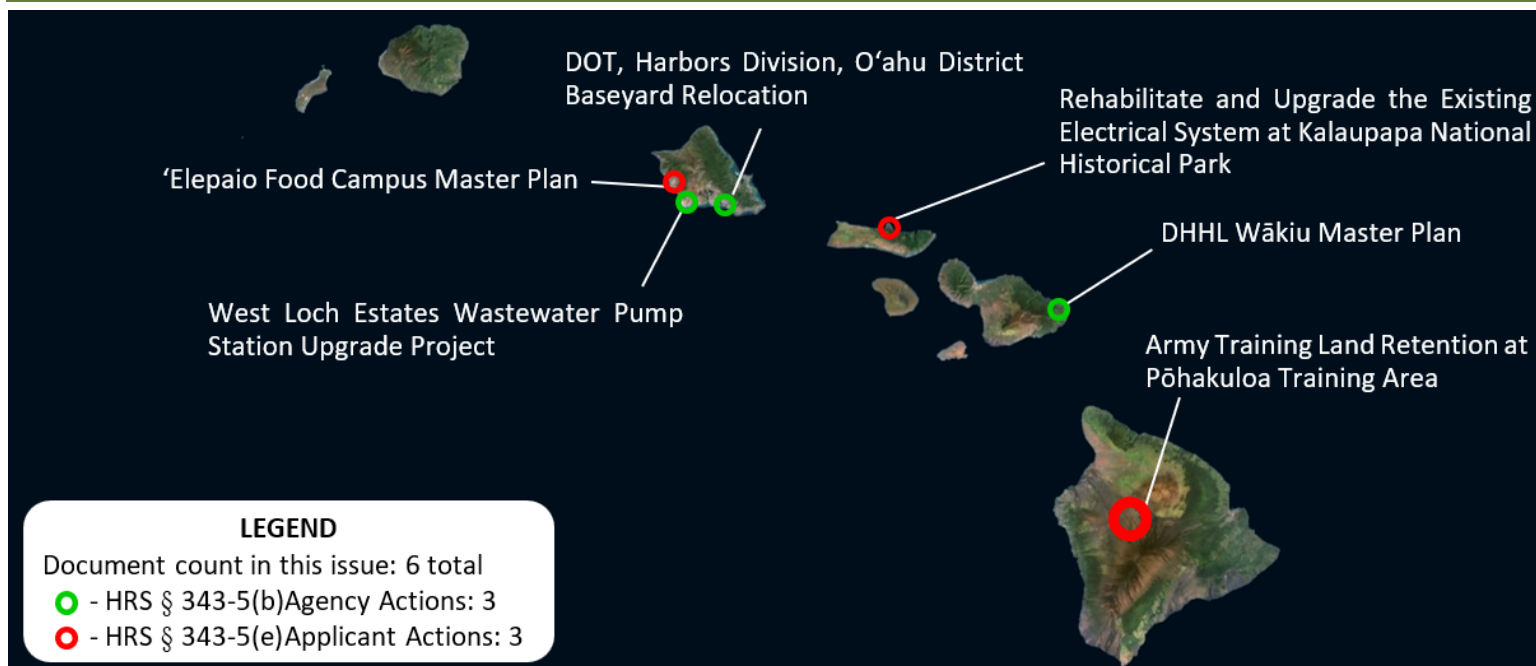 DOT, Harbors Division, O‘ahu District
Baseyard Relocation
Rehabilitate and Upgrade the Existing
Electrical System at Kalaupapa National
Historical Park
‘Elepaio Food Campus Master Plan
DHHL Wākiu Master Plan
West Loch Estates Wastewater Pump
Station Upgrade Project
Army Training Land Retention at
Pōhakuloa Training Area
LEGEND
Document count in this issue: 6 total
- HRS § 343-5(b)Agency Actions: 3
- HRS § 343-5(e)Applicant Actions: 3